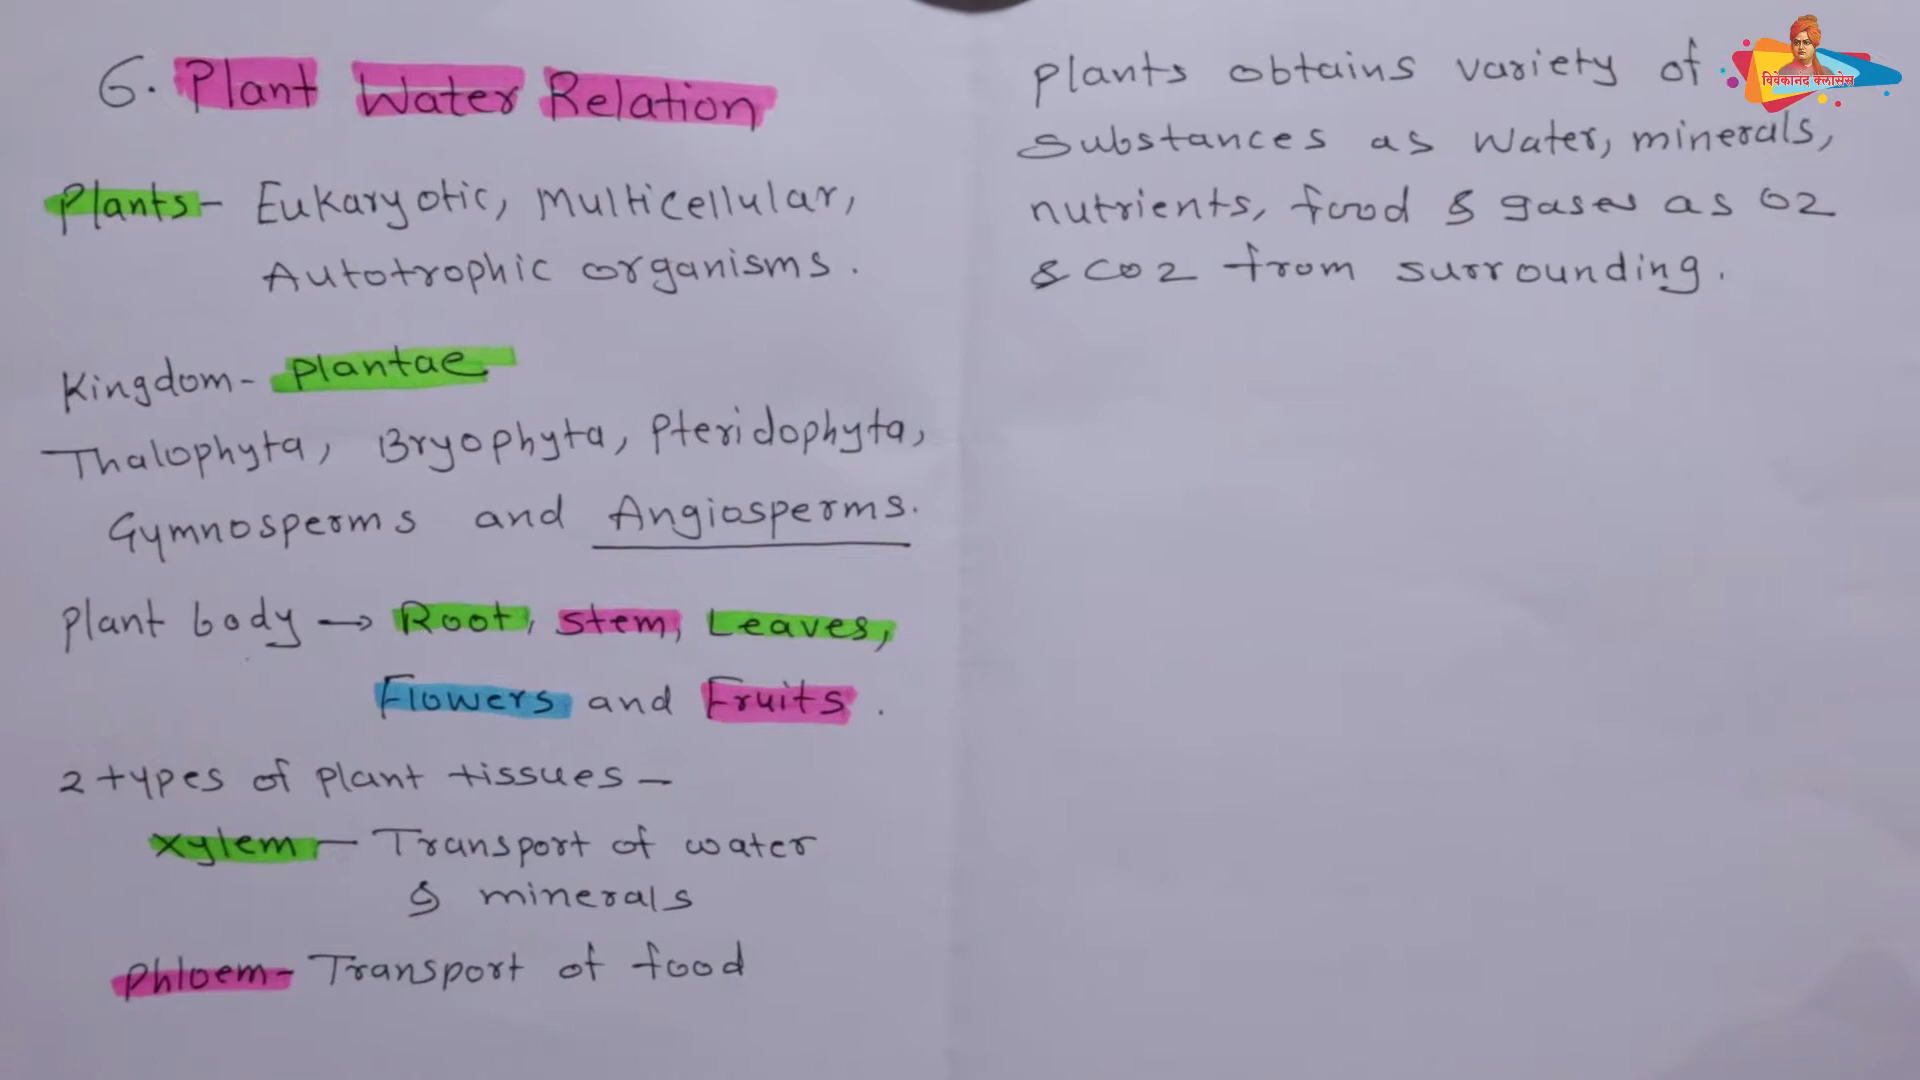 6. Plant Water Relation
Plants - Eukaryotic, Multicellular,
Autotrophic organisms.
Kingdom - Plantae
Thalophyta, Bryophyta, Pteridophyta,
Gymnosperms and Angiosperms.
Plant body → Root, Stem, Leaves,
Flowers and Fruits.
2 types of plant tissues -
Xylem - Transport of water
& minerals
Phloem - Transport of food
plants obtains variety of
substances as water, minerals,
nutrients, food & gases as O2
& CO2 from surrounding.
विवेकानंद क्लासेस